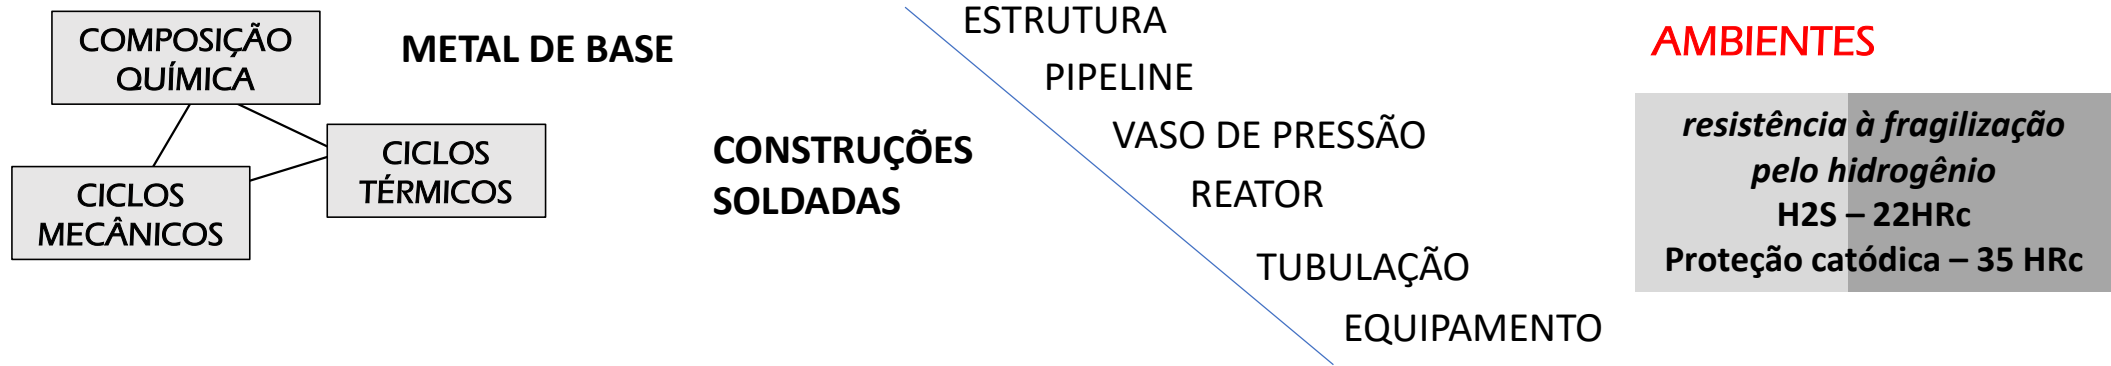 COMPOSIÇÃO
QUÍMICA
CICLOS
TÉRMICOS
CICLOS
MECÂNICOS
METAL DE BASE
CONSTRUÇÕES
SOLDADAS
ESTRUTURA
PIPELINE
VASO DE PRESSÃO
REATOR
TUBULAÇÃO
EQUIPAMENTO
AMBIENTES
resistência à fragilização
pelo hidrogênio
H2S – 22HRc
Proteção catódica – 35 HRc